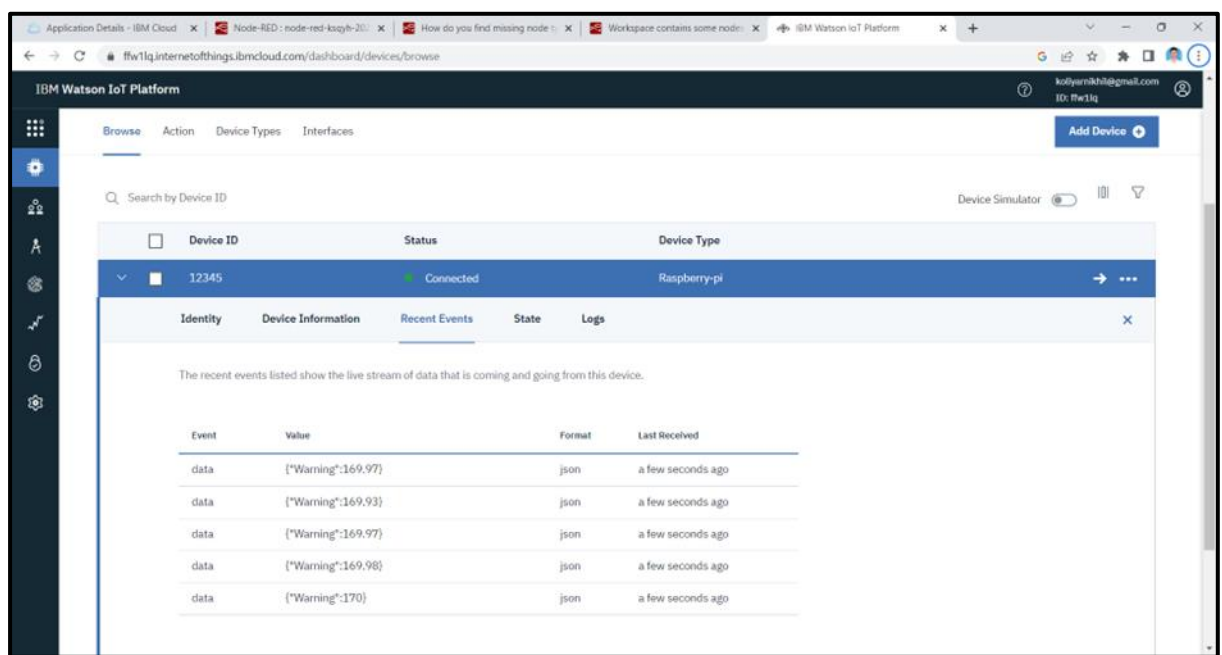 Application Details - IBM Cloud
Node-RED : node-red-ksqyh-202
How do you find missing node t
Workspace contains some node
IBM Watson IoT Platform
ffw1lq.internetofthings.ibmcloud.com/dashboard/devices/browse
IBM Watson IoT Platform
kollyarnikhil@gmail.com
ID: ffw1lq
Browse Action Device Types Interfaces
Add Device
Search by Device ID
Device Simulator
Device ID Status Device Type
12345 Connected Raspberry-pi
Identity Device Information Recent Events State Logs
The recent events listed show the live stream of data that is coming and going from this device.
Event Value Format Last Received
data {"Warning":169.97} json a few seconds ago
data {"Warning":169.93} json a few seconds ago
data {"Warning":169.97} json a few seconds ago
data {"Warning":169.98} json a few seconds ago
data {"Warning":170} json a few seconds ago